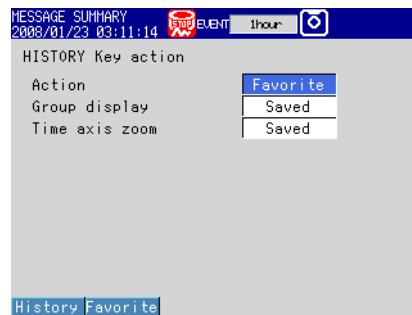 MESSAGE SUMMARY
2008/01/23 03:11:14 STOP EVENT 1hour
HISTORY Key action
Action Favorite
Group display Saved
Time axis zoom Saved
History Favorite